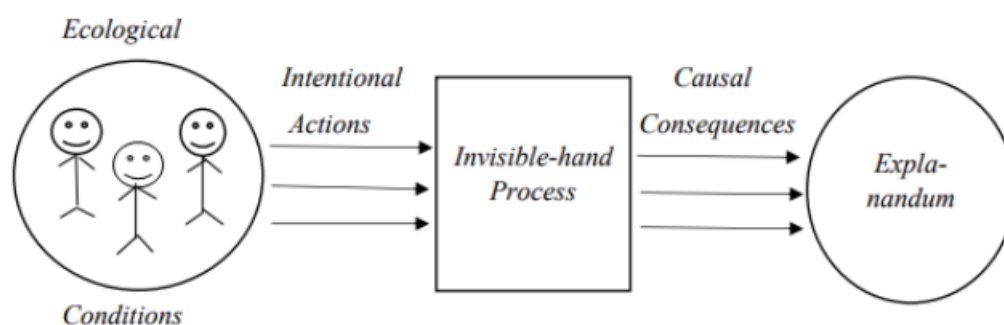 Ecological
Conditions
Intentional
Actions
Invisible-hand
Process
Causal
Consequences
Expla-
nandum